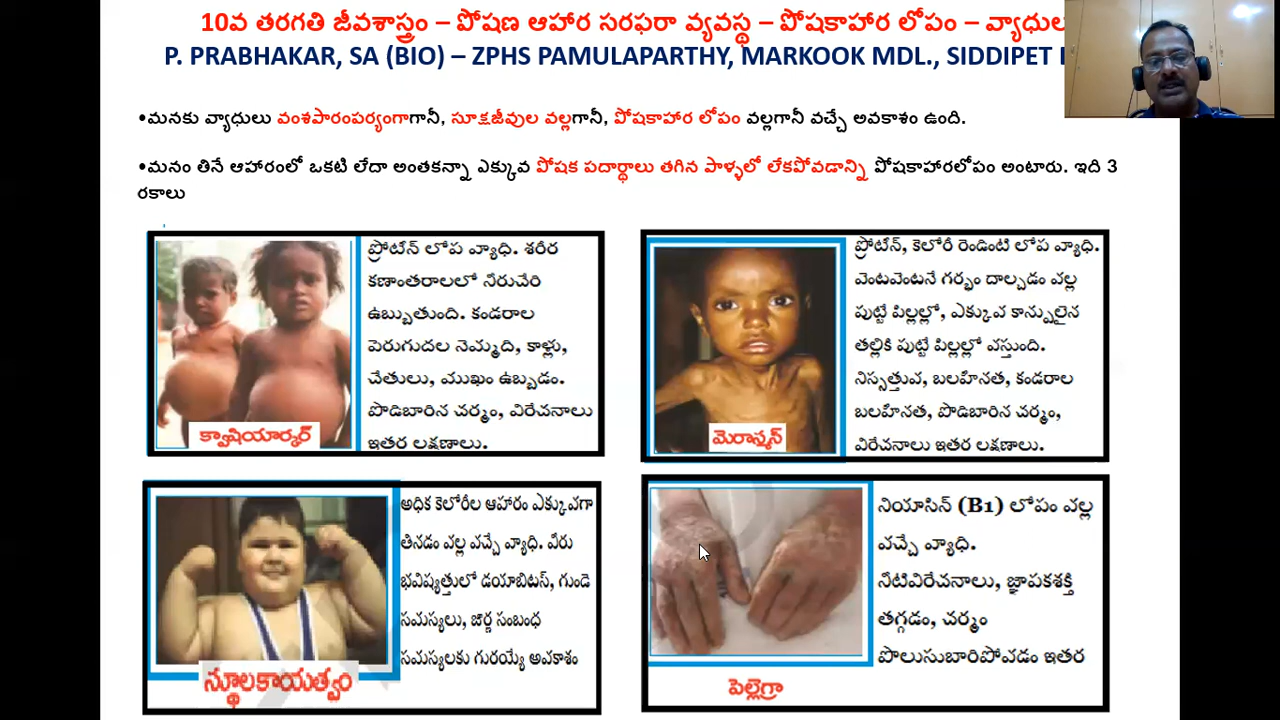 10వ తరగతి జీవశాస్త్రం – పోషణ ఆహార సరఫరా వ్యవస్థ – పోషకాహార లోపం – వ్యాధుల
P. PRABHAKAR, SA (BIO) – ZPHS PAMULAPARTHY, MARKOOK MDL., SIDDIPET
•మనకు వ్యాధులు వంశపారంపర్యంగాగానీ, సూక్షజీవుల వల్లగానీ, పోషకాహార లోపం వల్లగానీ వచ్చే అవకాశం ఉంది.
•మనం తినే ఆహారంలో ఒకటి లేదా అంతకన్నా ఎక్కువ పోషక పదార్థాలు తగిన పాళ్ళలో లేకపోవడాన్ని పోషకాహారలోపం అంటారు. ఇది 3
రకాలు
ప్రోటీన్ లోప వ్యాధి. శరీర
కణాంతరాలలో నీరుచేరి
ఉబ్బుతుంది. కండరాల
పెరుగుదల నెమ్మది, కాళ్లు,
చేతులు, ముఖం ఉబ్బడం.
పొడిబారిన చర్మం, విరేచనాలు
ఇతర లక్షణాలు.
క్వాషియార్కర్
ప్రోటీన్, కెలోరీ రెండింటి లోప వ్యాధి.
వెంటవెంటనే గర్భం దాల్చడం వల్ల
పుట్టే పిల్లల్లో, ఎక్కువ కాన్పులైన
తల్లికి పుట్టే పిల్లల్లో వస్తుంది.
నిస్సత్తువ, బలహీనత, కండరాల
బలహీనత, పొడిబారిన చర్మం,
విరేచనాలు ఇతర లక్షణాలు.
మెరాస్మస్
అధిక కెలోరీల ఆహారం ఎక్కువగా
తినడం వల్ల వచ్చే వ్యాధి. వీరు
భవిష్యత్తులో డయాబిటస్, గుండె
సమస్యలు, జీర్ణ సంబంధ
సమస్యలకు గురయ్యే అవకాశం
స్థూలకాయత్వం
నియాసిన్ (B1) లోపం వల్ల
వచ్చే వ్యాధి.
నీటివిరేచనాలు, జ్ఞాపకశక్తి
తగ్గడం, చర్మం
పొలుసుబారిపోవడం ఇతర
పెల్లెగ్రా